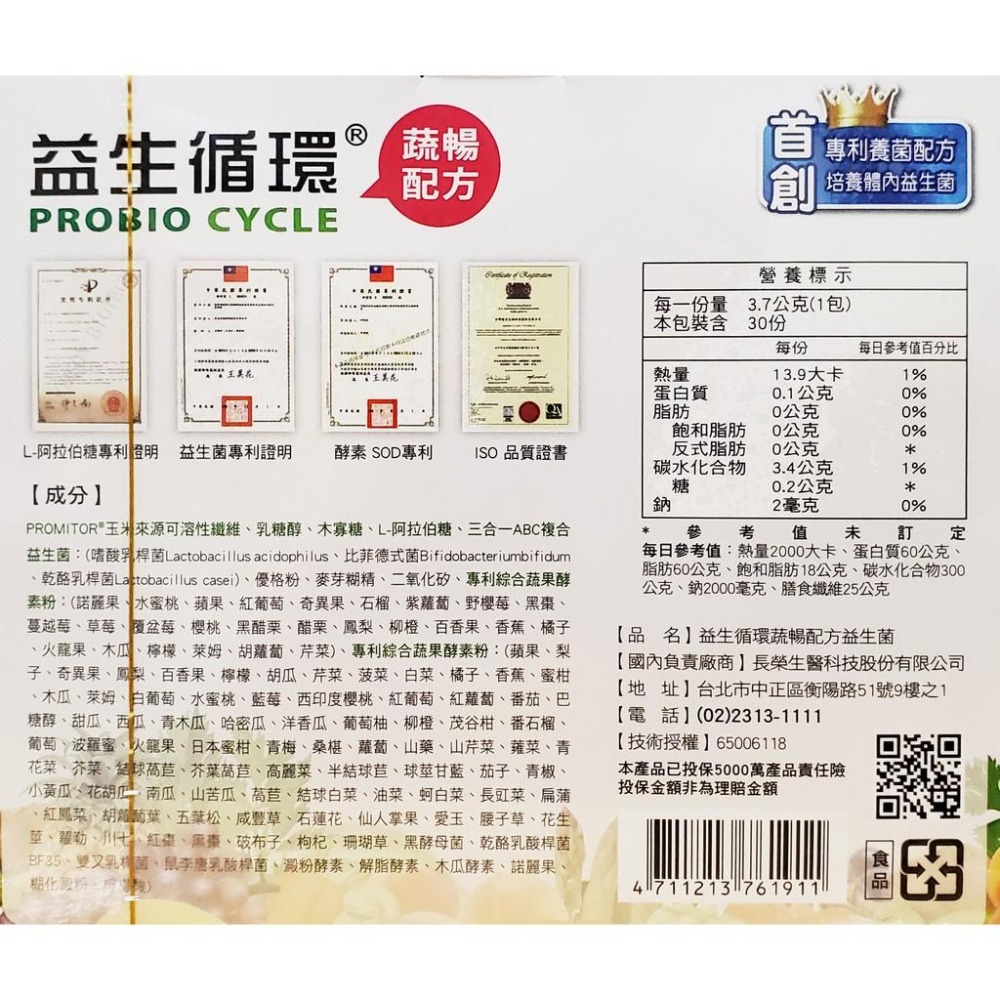 益生循環®
PROBIO CYCLE
蔬暢
配方
首創
專利養菌配方
培養體內益生菌
L-阿拉伯糖專利證明
益生菌專利證明
酵素 SOD專利
ISO 品質證書
Certificate of Registration
【成分】
PROMITOR®玉米來源可溶性纖維、乳糖醇、木寡糖、L-阿拉伯糖、三合一ABC複合
益生菌：(嗜酸乳桿菌Lactobacillus acidophilus、比菲德式菌Bifidobacteriumbifidum
、乾酪乳桿菌Lactobacillus casei)、優格粉、麥芽糊精、二氧化矽、專利綜合蔬果酵
素粉：(諾麗果、水蜜桃、蘋果、紅葡萄、奇異果、石榴、紫蘿蔔、野櫻莓、黑棗、
蔓越莓、草莓、覆盆莓、櫻桃、黑醋栗、醋栗、鳳梨、柳橙、百香果、香蕉、橘子
、火龍果、木瓜、檸檬、萊姆、胡蘿蔔、芹菜)、專利綜合蔬果酵素粉：(蘋果、梨
子、奇異果、鳳梨、百香果、檸檬、胡瓜、芹菜、菠菜、白菜、橘子、香蕉、蜜柑
、木瓜、萊姆、白葡萄、水蜜桃、藍莓、西印度櫻桃、紅葡萄、紅蘿蔔、番茄、巴
糖醇、甜瓜、西瓜、青木瓜、哈密瓜、洋香瓜、葡萄柚、柳橙、茂谷柑、番石榴、
葡萄、波羅蜜、火龍果、日本蜜柑、青梅、桑椹、蘿蔔、山藥、山芹菜、蕹菜、青
花菜、芥菜、結球萵苣、芥葉萵苣、高麗菜、半結球苣、球莖甘藍、茄子、青椒、
小黃瓜、花胡瓜、南瓜、山苦瓜、萵苣、結球白菜、油菜、蚵白菜、長豇菜、扁蒲
、紅鳳菜、胡蘿蔔葉、五葉松、咸豐草、石蓮花、仙人掌果、愛玉、腰子草、花生
莖、蘿勒、川七、紅棗、黑棗、破布子、枸杞、珊瑚草、黑酵母菌、乾酪乳酸桿菌
BF35、雙叉乳桿菌、鼠李唐乳酸桿菌、澱粉酵素、解脂酵素、木瓜酵素、諾麗果、
糊化澱粉、檸檬酸)
營養標示
每一份量 3.7公克(1包)
本包裝含 30份
每份 每日參考值百分比
熱量 13.9大卡 1%
蛋白質 0.1公克 0%
脂肪 0公克 0%
飽和脂肪 0公克 0%
反式脂肪 0公克 *
碳水化合物 3.4公克 1%
糖 0.2公克 *
鈉 2毫克 0%
* 參考值未訂定
每日參考值：熱量2000大卡、蛋白質60公克、
脂肪60公克、飽和脂肪18公克、碳水化合物300
公克、鈉2000毫克、膳食纖維25公克
【品 名】益生循環蔬暢配方益生菌
【國內負責廠商】長榮生醫科技股份有限公司
【地 址】台北市中正區衡陽路51號9樓之1
【電 話】(02)2313-1111
【技術授權】65006118
本產品已投保5000萬產品責任險
投保金額非為理賠金額
4 711213 761911
食品